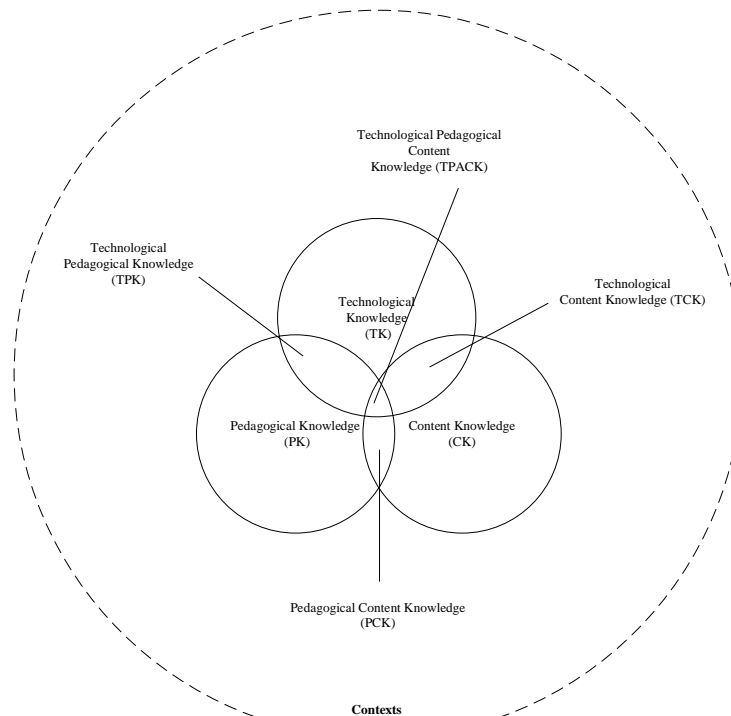 Technological Pedagogical
Content
Knowledge (TPACK)
Technological
Pedagogical Knowledge
(TPK)
Technological
Content Knowledge (TCK)
Technological
Knowledge
(TK)
Pedagogical Knowledge
(PK)
Content Knowledge
(CK)
Pedagogical Content Knowledge
(PCK)
Contexts